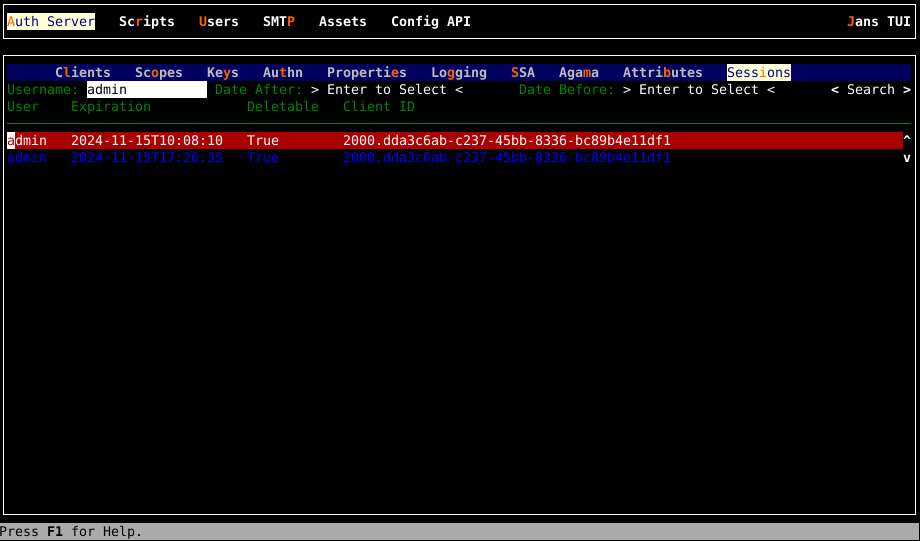 Auth Server Scripts Users SMTP Assets Config API Jans TUI
Clients Scopes Keys Authn Properties Logging SSA Agama Attributes Sessions
Username: admin Date After: > Enter to Select < Date Before: > Enter to Select < < Search >
User Expiration Deletable Client ID
admin 2024-11-15T10:08:10 True 2000.dda3c6ab-c237-45bb-8336-bc89b4e11df1 ^
admin 2024-11-15T17:26:35 True 2000.dda3c6ab-c237-45bb-8336-bc89b4e11df1 v
Press F1 for Help.